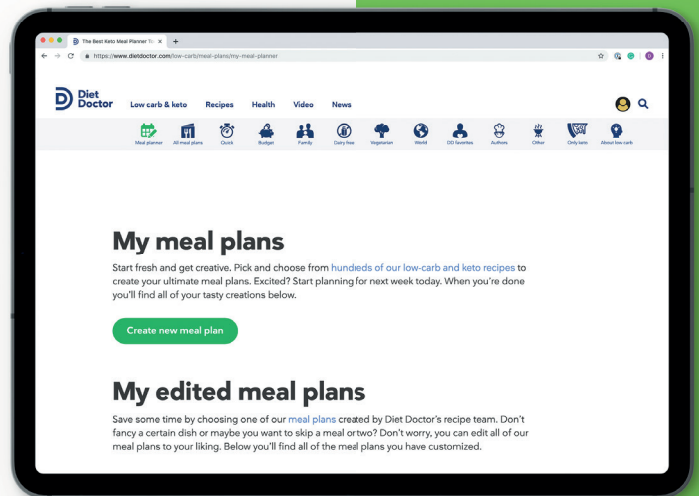 The Best Keto Meal Planner To
https://www.dietdoctor.com/low-carb/meal-plans/my-meal-planner
Diet
Doctor
Low carb & keto Recipes Health Video News
Meal planner All meal plans Quick Budget Family Dairy free Vegetarian World DD favorites Authors Other Only keto About low carb
My meal plans
Start fresh and get creative. Pick and choose from hundreds of our low-carb and keto recipes to
create your ultimate meal plans. Excited? Start planning for next week today. When you're done
you'll find all of your tasty creations below.
Create new meal plan
My edited meal plans
Save some time by choosing one of our meal plans created by Diet Doctor's recipe team. Don't
fancy a certain dish or maybe you want to skip a meal or two? Don't worry, you can edit all of our
meal plans to your liking. Below you'll find all of the meal plans you have customized.